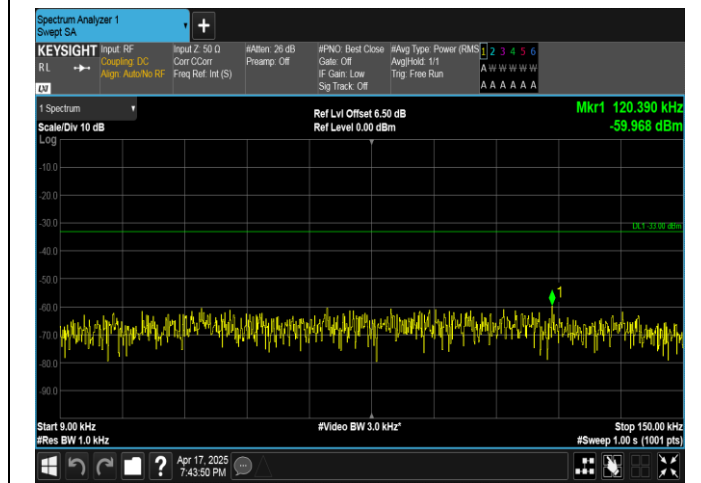 Spectrum Analyzer 1
Swept SA
+
KEYSIGHT
RL
LXI
Input: RF
Coupling: DC
Align: Auto/No RF
Input Z: 50 Ω
Corr CCorr
Freq Ref: Int (S)
#Atten: 26 dB
Preamp: Off
#PNO: Best Close
Gate: Off
IF Gain: Low
Sig Track: Off
#Avg Type: Power (RMS
Avg|Hold: 1/1
Trig: Free Run
1 2 3 4 5 6
A W W W W W
A A A A A A
1 Spectrum
Scale/Div 10 dB
Log
Ref Lvl Offset 6.50 dB
Ref Level 0.00 dBm
Mkr1 120.390 kHz
-59.968 dBm
-10.0
-20.0
-30.0
DL1 -33.00 dBm
-40.0
-50.0
1
-60.0
-70.0
-80.0
-90.0
Start 9.00 kHz
#Res BW 1.0 kHz
#Video BW 3.0 kHz*
Stop 150.00 kHz
#Sweep 1.00 s (1001 pts)
?
Apr 17, 2025
7:43:50 PM